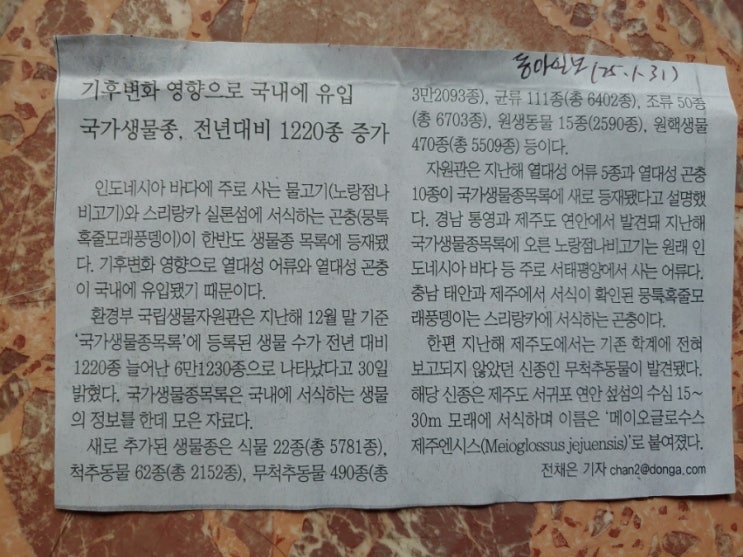 동아일보(25.1.31)
기후변화 영향으로 국내에 유입
국가생물종, 전년대비 1220종 증가
인도네시아 바다에 주로 사는 물고기(노랑점나
비고기)와 스리랑카 실론섬에 서식하는 곤충(뭉툭
혹줄모래풍뎅이)이 한반도 생물종 목록에 등재됐
다. 기후변화 영향으로 열대성 어류와 열대성 곤충
이 국내에 유입됐기 때문이다.
환경부 국립생물자원관은 지난해 12월 말 기준
‘국가생물종목록’에 등록된 생물 수가 전년 대비
1220종 늘어난 6만1230종으로 나타났다고 30일
밝혔다. 국가생물종목록은 국내에 서식하는 생물
의 정보를 한데 모은 자료다.
새로 추가된 생물종은 식물 22종(총 5781종),
척추동물 62종(총 2152종), 무척추동물 490종(총
3만2093종), 균류 111종(총 6402종), 조류 50종
(총 6703종), 원생동물 15종(2590종), 원핵생물
470종(총 5509종) 등이다.
자원관은 지난해 열대성 어류 5종과 열대성 곤충
10종이 국가생물종목록에 새로 등재됐다고 설명했
다. 경남 통영과 제주도 연안에서 발견돼 지난해
국가생물종목록에 오른 노랑점나비고기는 원래 인
도네시아 바다 등 주로 서태평양에서 사는 어류다.
충남 태안과 제주에서 서식이 확인된 뭉툭혹줄모
래풍뎅이는 스리랑카에 서식하는 곤충이다.
한편 지난해 제주도에서는 기존 학계에 전혀
보고되지 않았던 신종인 무척추동물이 발견됐다.
해당 신종은 제주도 서귀포 연안 섶섬의 수심 15~
30m 모래에 서식하며 이름은 ‘메이오글로수스
제주엔시스(Meioglossus jejuensis)’로 붙여졌다.
전채은 기자 chan2@donga.com